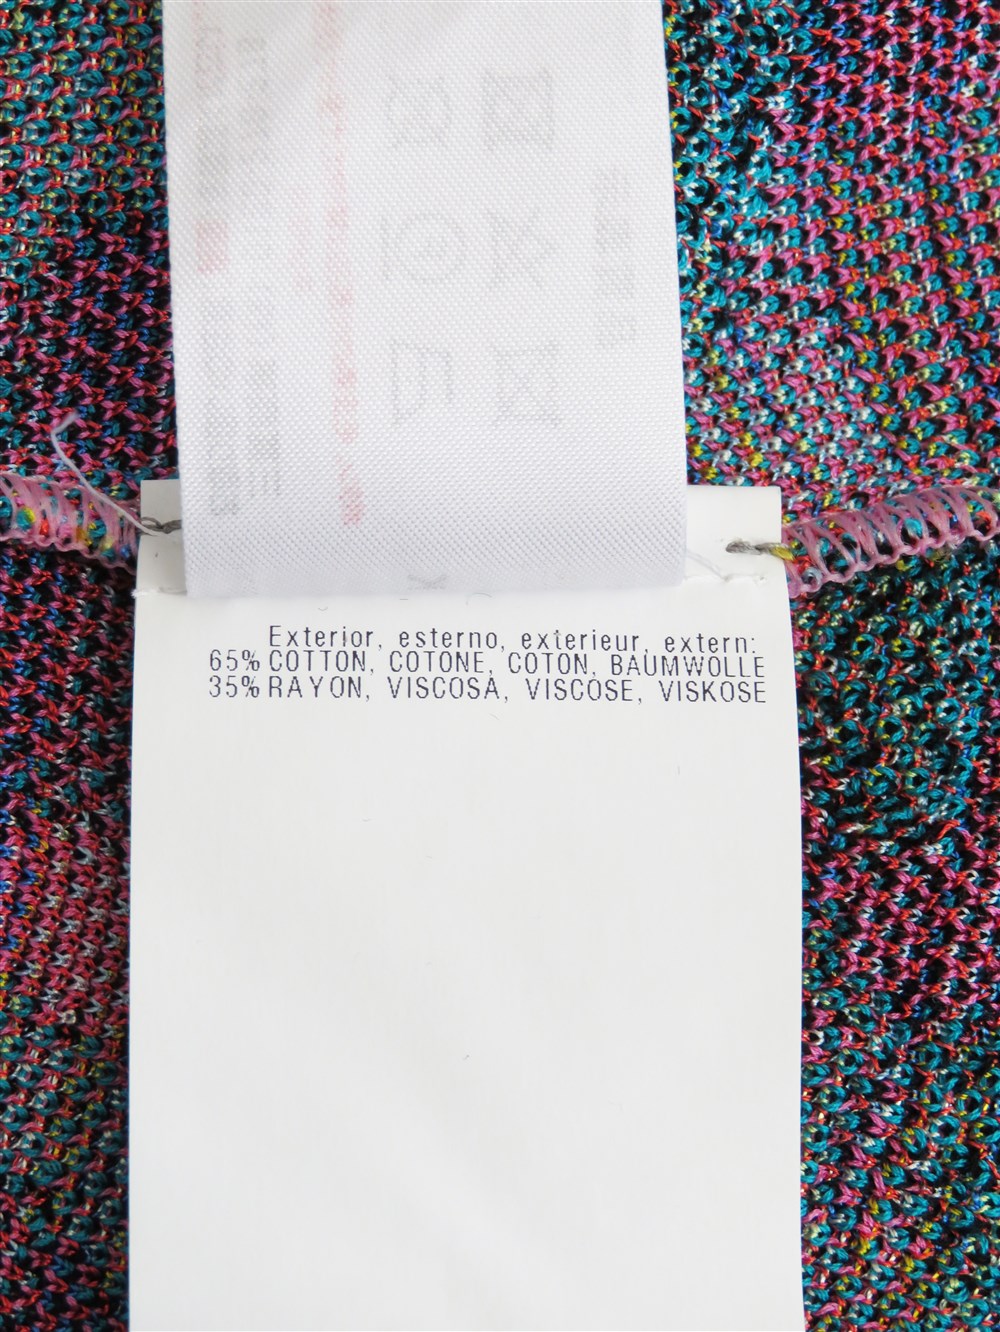 Exterior, esterno, exterieur, extern:
65% COTTON, COTONE, COTON, BAUMWOLLE
35% RAYON, VISCOSA, VISCOSE, VISKOSE